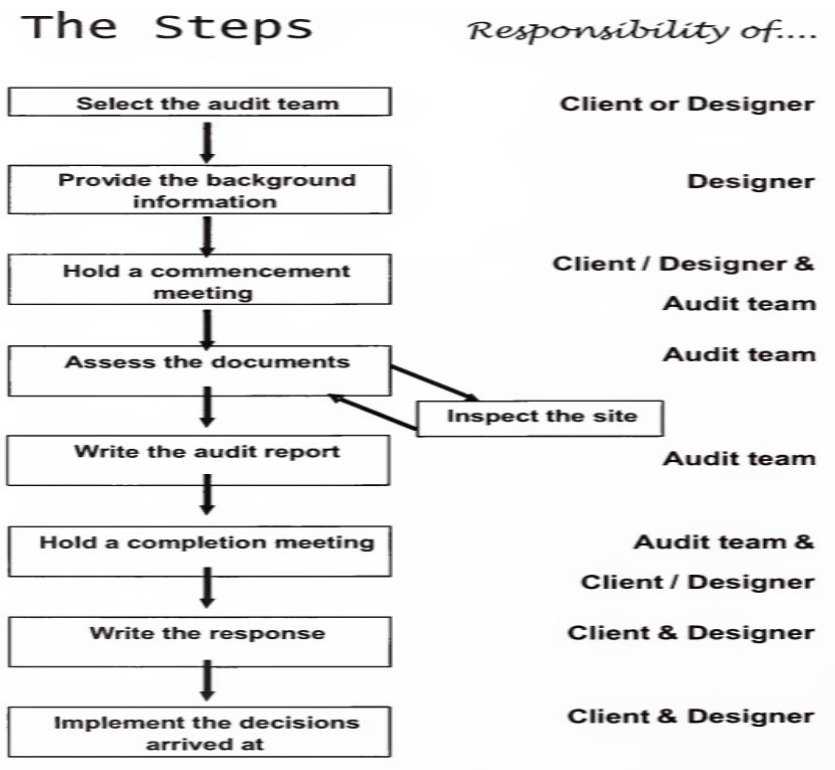 The Steps
Responsibility of....
Select the audit team
Client or Designer
Provide the background
information
Designer
Hold a commencement
meeting
Client / Designer &
Audit team
Assess the documents
Audit team
Inspect the site
Write the audit report
Audit team
Hold a completion meeting
Audit team &
Client / Designer
Write the response
Client & Designer
Implement the decisions
arrived at
Client & Designer